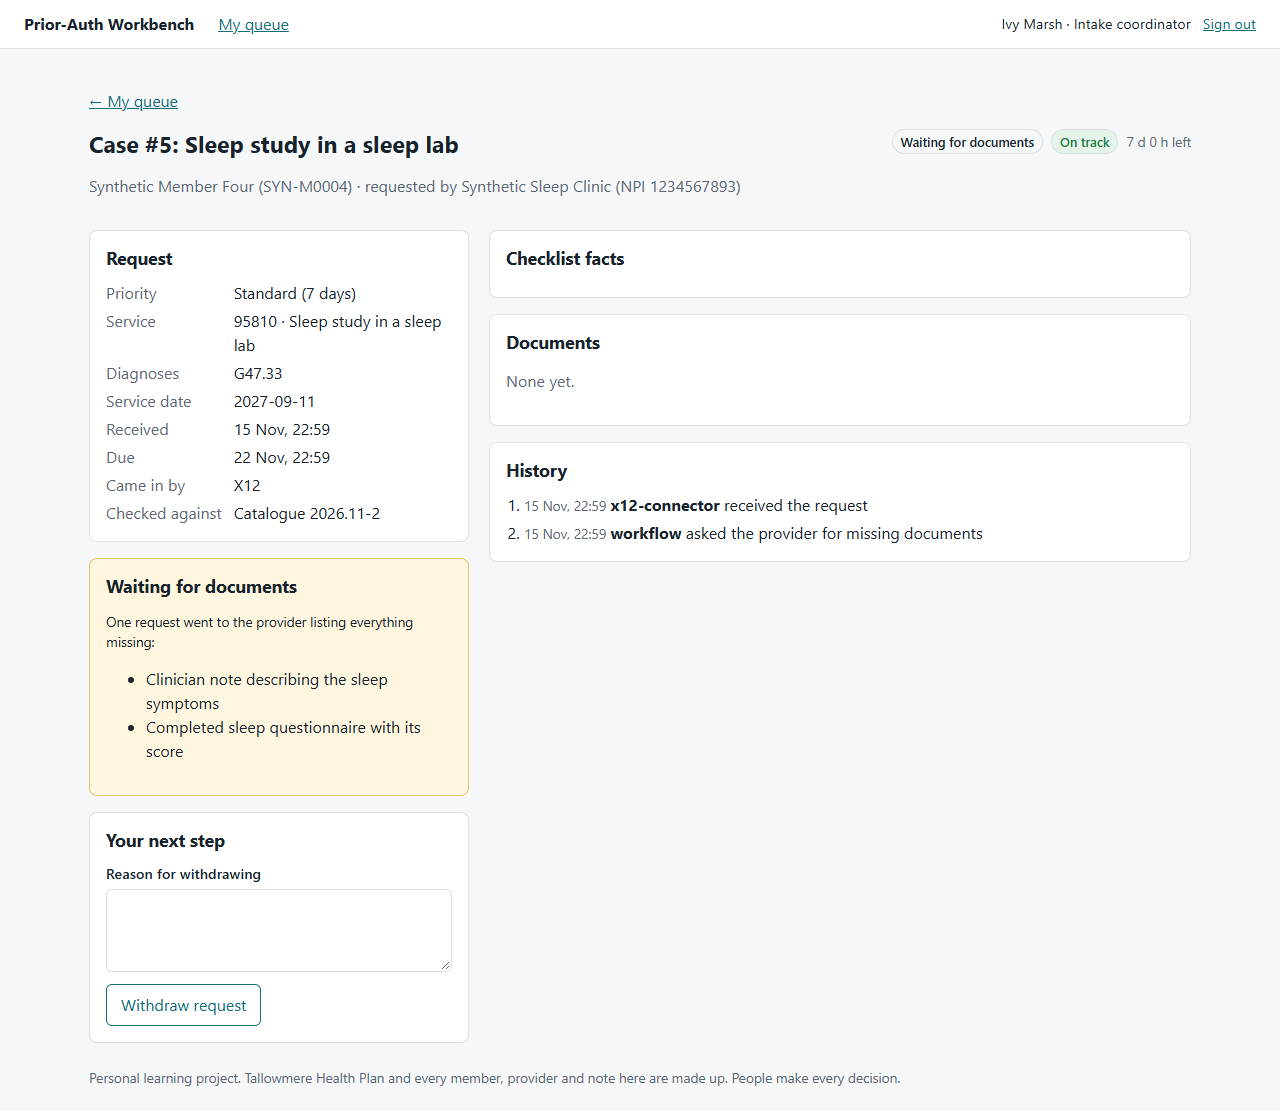 Prior-Auth Workbench My queue Ivy Marsh · Intake coordinator Sign out
← My queue
Case #5: Sleep study in a sleep lab
Waiting for documents On track 7 d 0 h left
Synthetic Member Four (SYN-M0004) · requested by Synthetic Sleep Clinic (NPI 1234567893)
Request
Priority Standard (7 days)
Service 95810 · Sleep study in a sleep
lab
Diagnoses G47.33
Service date 2027-09-11
Received 15 Nov, 22:59
Due 22 Nov, 22:59
Came in by X12
Checked against Catalogue 2026.11-2
Waiting for documents
One request went to the provider listing everything
missing:
• Clinician note describing the sleep
symptoms
• Completed sleep questionnaire with its
score
Your next step
Reason for withdrawing
Withdraw request
Checklist facts
Documents
None yet.
History
1. 15 Nov, 22:59 x12-connector received the request
2. 15 Nov, 22:59 workflow asked the provider for missing documents
Personal learning project. Tallowmere Health Plan and every member, provider and note here are made up. People make every decision.